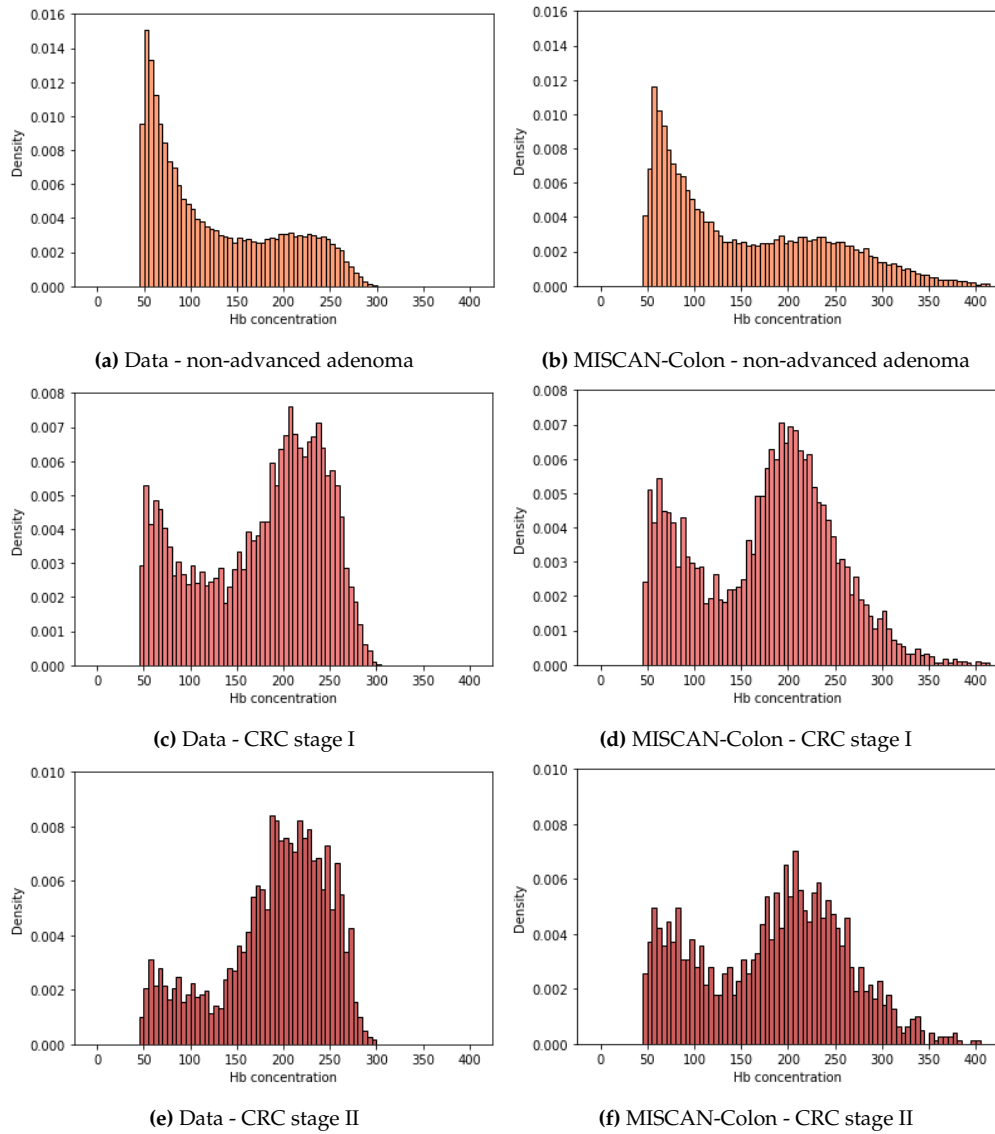 0.016
0.014
0.012
0.010
0.008
0.006
0.004
0.002
0.000
Density
0 50 100 150 200 250 300 350 400
Hb concentration
(a) Data - non-advanced adenoma
0.016
0.014
0.012
0.010
0.008
0.006
0.004
0.002
0.000
Density
0 50 100 150 200 250 300 350 400
Hb concentration
(b) MISCAN-Colon - non-advanced adenoma
0.008
0.007
0.006
0.005
0.004
0.003
0.002
0.001
0.000
Density
0 50 100 150 200 250 300 350 400
Hb concentration
(c) Data - CRC stage I
0.008
0.007
0.006
0.005
0.004
0.003
0.002
0.001
0.000
Density
0 50 100 150 200 250 300 350 400
Hb concentration
(d) MISCAN-Colon - CRC stage I
0.010
0.008
0.006
0.004
0.002
0.000
Density
0 50 100 150 200 250 300 350 400
Hb concentration
(e) Data - CRC stage II
0.010
0.008
0.006
0.004
0.002
0.000
Density
0 50 100 150 200 250 300 350 400
Hb concentration
(f) MISCAN-Colon - CRC stage II